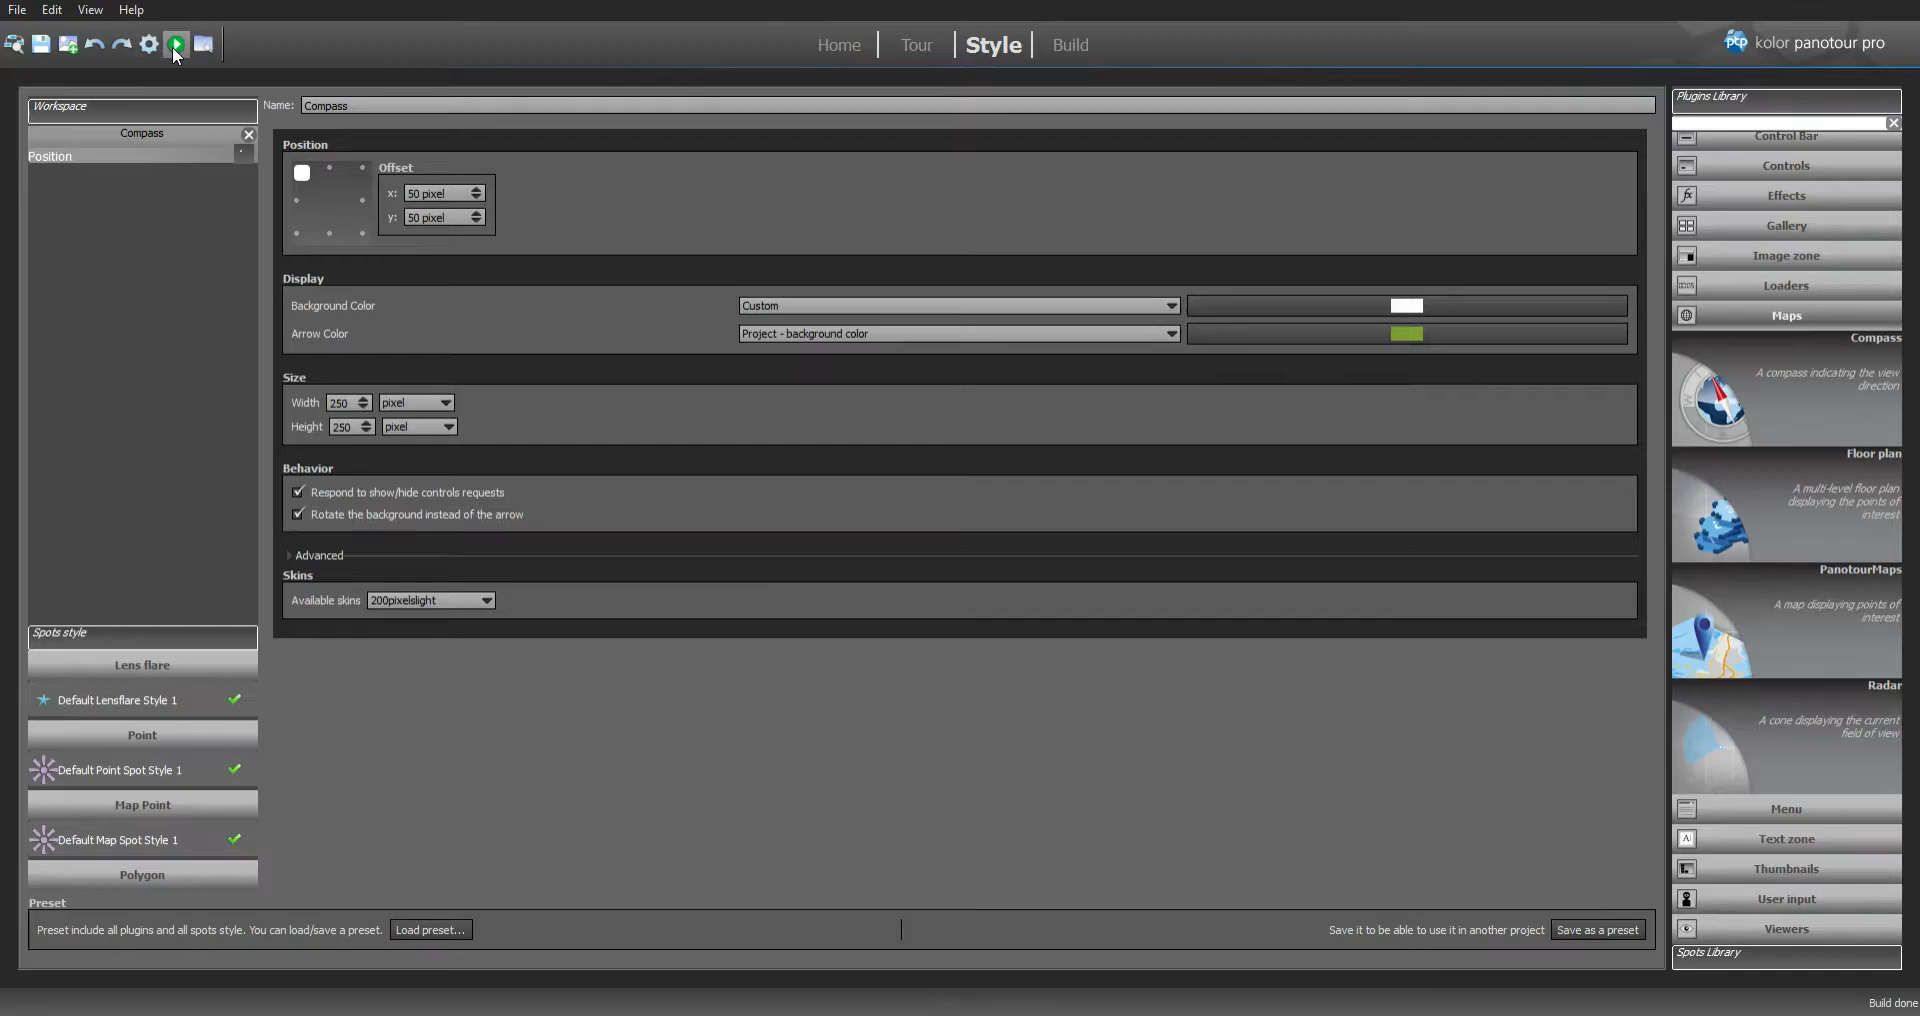 File Edit View Help
Home Tour Style Build
ptp kolor panotour pro
Workspace
Compass
Position
Name: Compass
Position
Offset
x: 50 pixel
y: 50 pixel
Display
Background Color Custom
Arrow Color Project - background color
Size
Width 250 pixel
Height 250 pixel
Behavior
Respond to show/hide controls requests
Rotate the background instead of the arrow
Advanced
Skins
Available skins 200pixelslight
Spots style
Lens flare
Default Lensflare Style 1
Point
Default Point Spot Style 1
Map Point
Default Map Spot Style 1
Polygon
Preset
Preset include all plugins and all spots style. You can load/save a preset. Load preset... Save it to be able to use it in another project Save as a preset
Plugins Library
Control Bar
Controls
Effects
Gallery
Image zone
Loaders
Maps
Compass
A compass indicating the view
direction
Floor plan
A multi-level floor plan
displaying the points of
interest
PanotourMaps
A map displaying points of
interest
Radar
A cone displaying the current
field of view
Menu
Text zone
Thumbnails
User input
Viewers
Spots Library
Build done